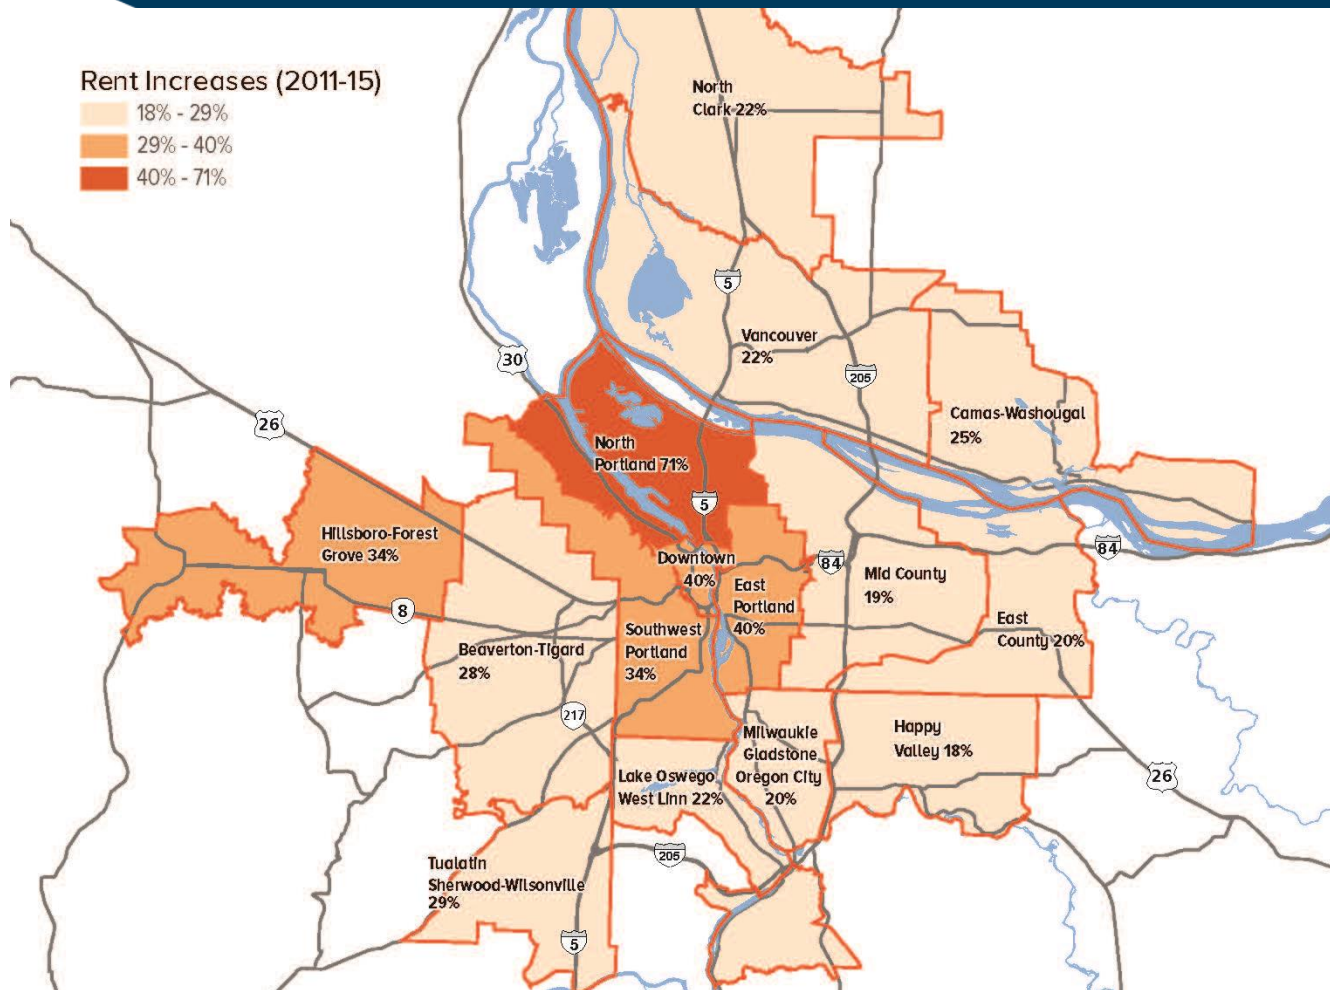 Rent Increases (2011-15)
18% - 29%
29% - 40%
40% - 71%
North
Clark 22%
5
Vancouver
22%
30
205
26
Camas-Washougal
25%
North
Portland 71%
5
Hillsboro-Forest
Grove 34%
Downtown
40%
84
84
Mid County
19%
East
Portland
40%
8
Southwest
Portland
34%
East
County 20%
Beaverton-Tigard
28%
217
Happy
Valley 18%
Milwaukie
Gladstone
Oregon City
20%
Lake Oswego
West Linn 22%
26
205
Tualatin
Sherwood-Wilsonville
29%
5